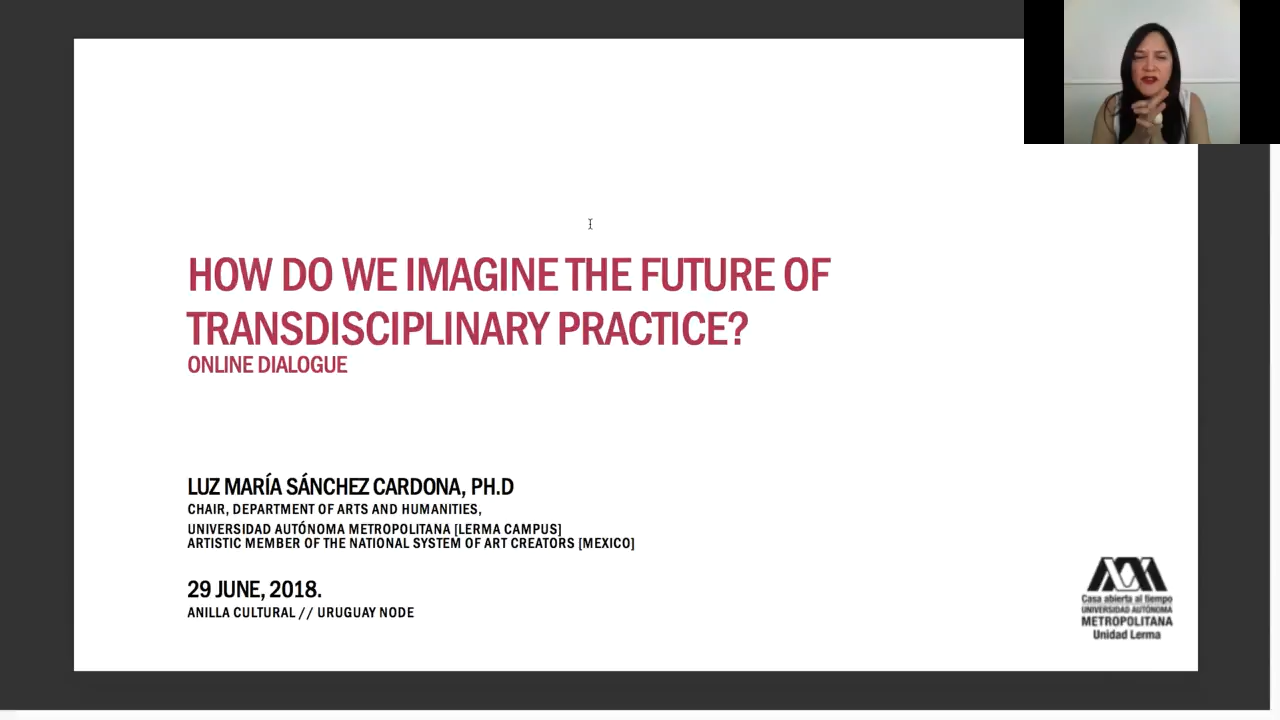 HOW DO WE IMAGINE THE FUTURE OF
TRANSDISCIPLINARY PRACTICE?
ONLINE DIALOGUE
LUZ MARÍA SÁNCHEZ CARDONA, PH.D
CHAIR, DEPARTMENT OF ARTS AND HUMANITIES,
UNIVERSIDAD AUTÓNOMA METROPOLITANA [LERMA CAMPUS]
ARTISTIC MEMBER OF THE NATIONAL SYSTEM OF ART CREATORS [MEXICO]
29 JUNE, 2018.
ANILLA CULTURAL // URUGUAY NODE
Casa abierta al tiempo
UNIVERSIDAD AUTÓNOMA
METROPOLITANA
Unidad Lerma